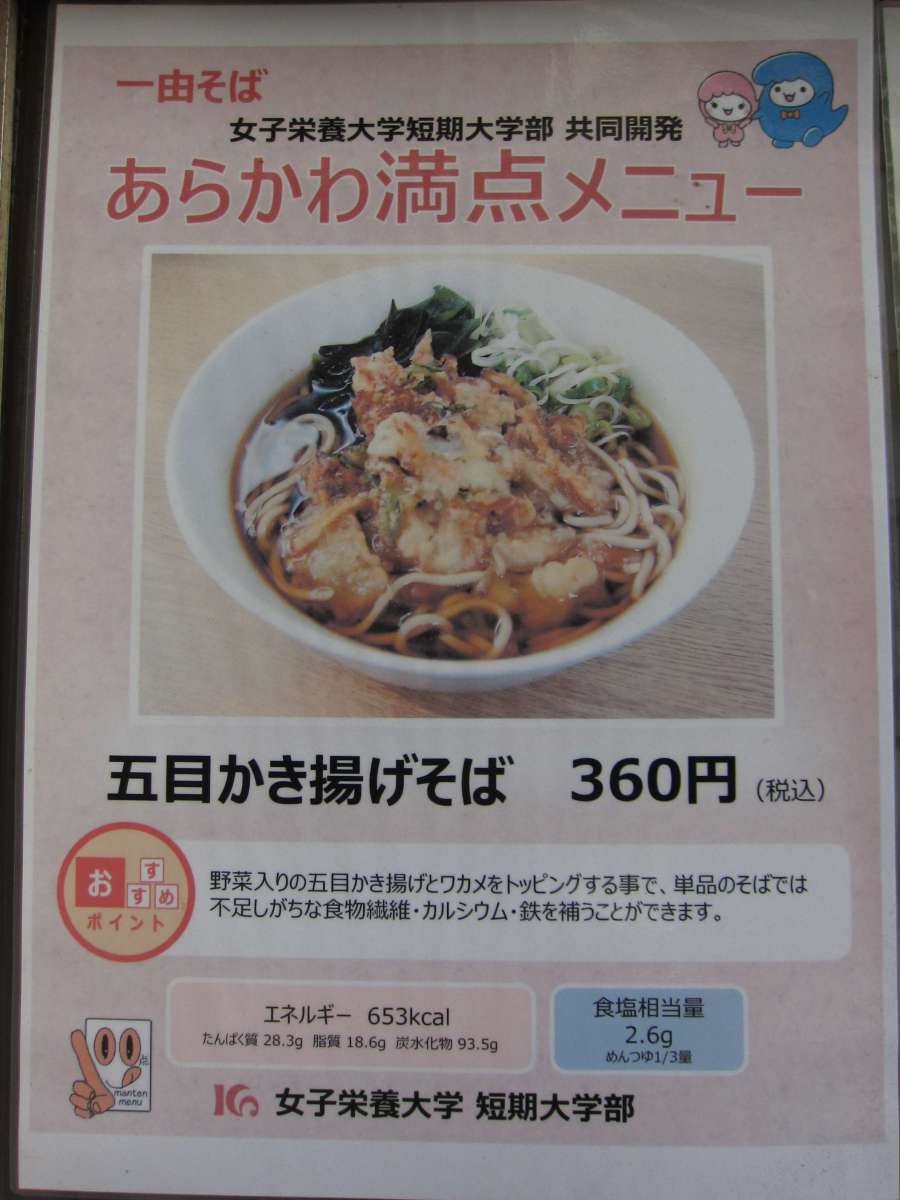 一由そば
女子栄養大学短期大学部 共同開発
あらかわ満点メニュー
五目かき揚げそば 360円 (税込)
おすすめ
ポイント
野菜入りの五目かき揚げとワカメをトッピングする事で、単品のそばでは
不足しがちな食物繊維・カルシウム・鉄を補うことができます。
エネルギー 653kcal
たんぱく質 28.3g 脂質 18.6g 炭水化物 93.5g
食塩相当量
2.6g
めんつゆ1/3量
100点
manten
menu
女子栄養大学 短期大学部